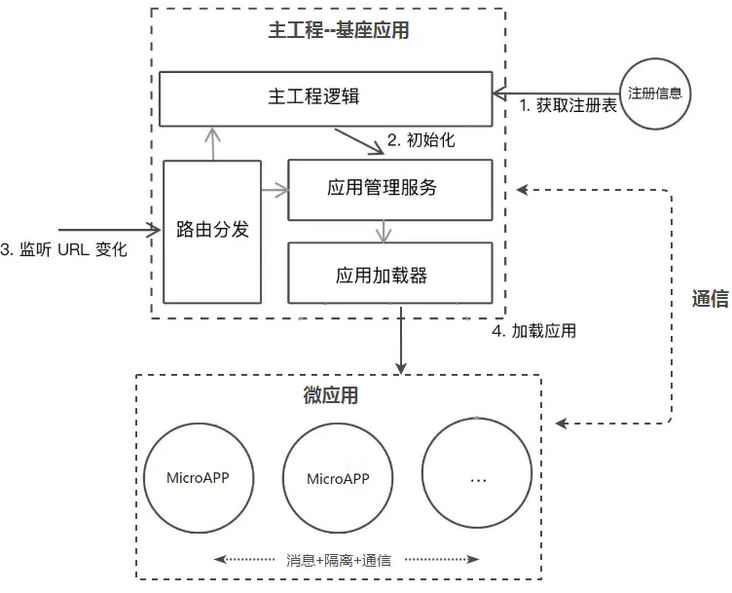 主工程--基座应用
主工程逻辑
注册信息
1. 获取注册表
2. 初始化
应用管理服务
路由分发
3. 监听 URL 变化
应用加载器
通信
4. 加载应用
微应用
MicroAPP
MicroAPP
...
消息+隔离+通信